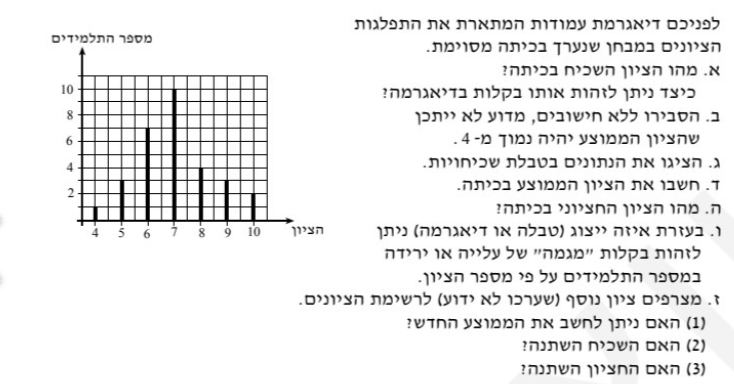 לפניכם דיאגרמת עמודות המתארת את התפלגות
הציונים במבחן שנערך בכיתה מסוימת.
א. מהו הציון השכיח בכיתה?
כיצד ניתן לזהות אותו בקלות בדיאגרמה?
ב. הסבירו ללא חישובים, מדוע לא ייתכן
שהציון הממוצע יהיה נמוך מ- 4.
ג. הציגו את הנתונים בטבלת שכיחויות.
ד. חשבו את הציון הממוצע בכיתה.
ה. מהו הציון החציוני בכיתה?
ו. בעזרת איזה ייצוג (טבלה או דיאגרמה) ניתן
לזהות בקלות "מגמה" של עלייה או ירידה
במספר התלמידים על פי מספר הציון.
ז. מצרפים ציון נוסף (שערכו לא ידוע) לרשימת הציונים.
(1) האם ניתן לחשב את הממוצע החדש?
(2) האם השכיח השתנה?
(3) האם החציון השתנה?
מספר התלמידים
10
8
6
4
2
4 5 6 7 8 9 10 הציון